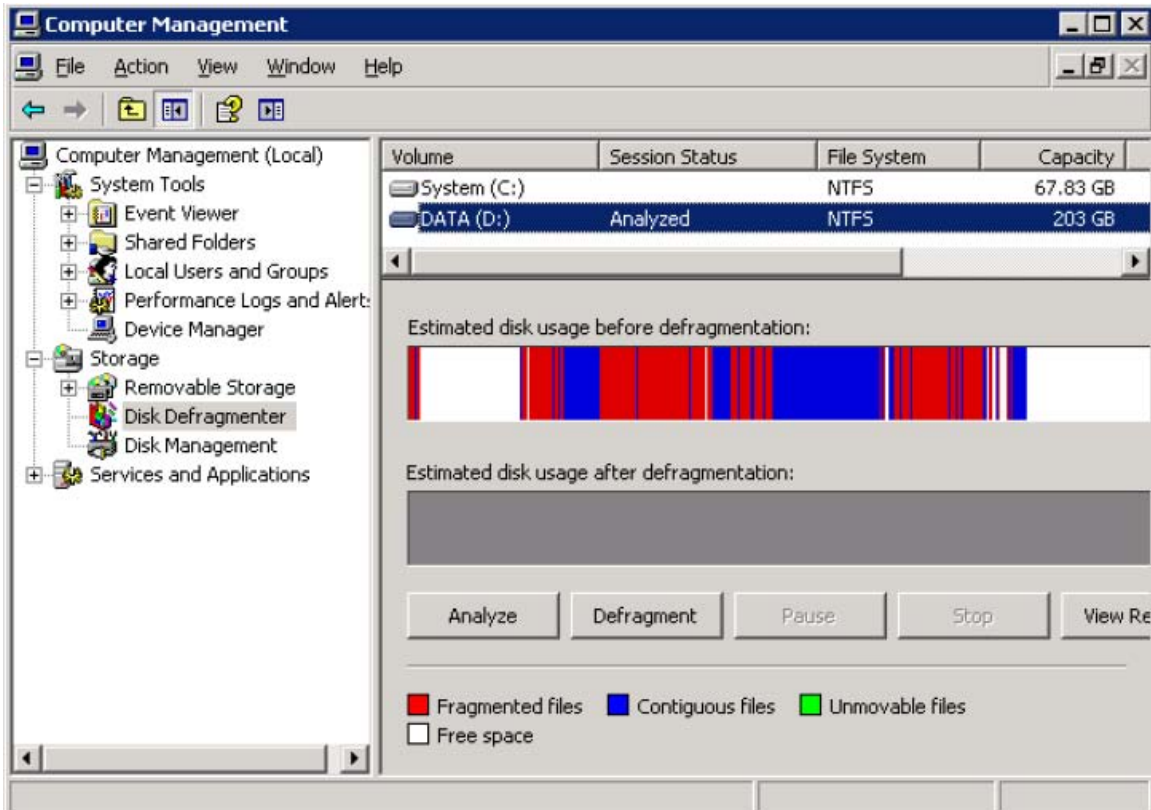 Computer Management
File Action View Window Help
Computer Management (Local)
System Tools
Event Viewer
Shared Folders
Local Users and Groups
Performance Logs and Alert
Device Manager
Storage
Removable Storage
Disk Defragmenter
Disk Management
Services and Applications
Volume Session Status File System Capacity
System (C:) NTFS 67.83 GB
DATA (D:) Analyzed NTFS 203 GB
Estimated disk usage before defragmentation:
Estimated disk usage after defragmentation:
Analyze Defragment Pause Stop View Re
Fragmented files Contiguous files Unmovable files
Free space